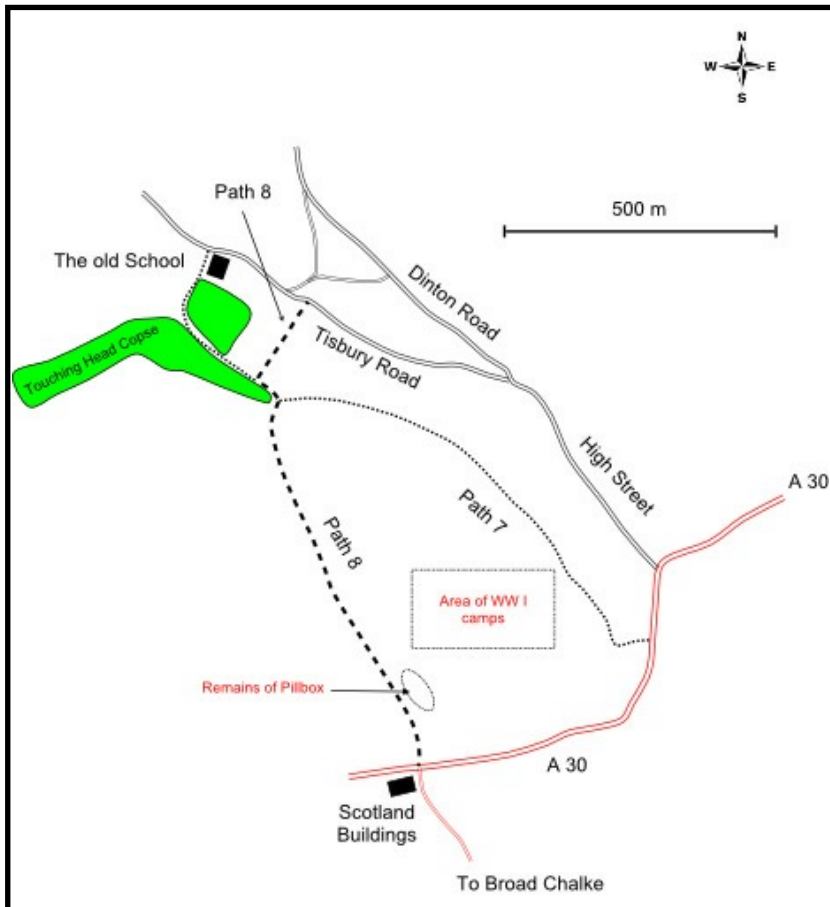 N
W E
S
500 m
Path 8
The old School
Dinton Road
Tisbury Road
Touching Head Copse
High Street
A 30
Path 7
Path 8
Area of WW I
camps
Remains of Pillbox
A 30
Scotland
Buildings
To Broad Chalke